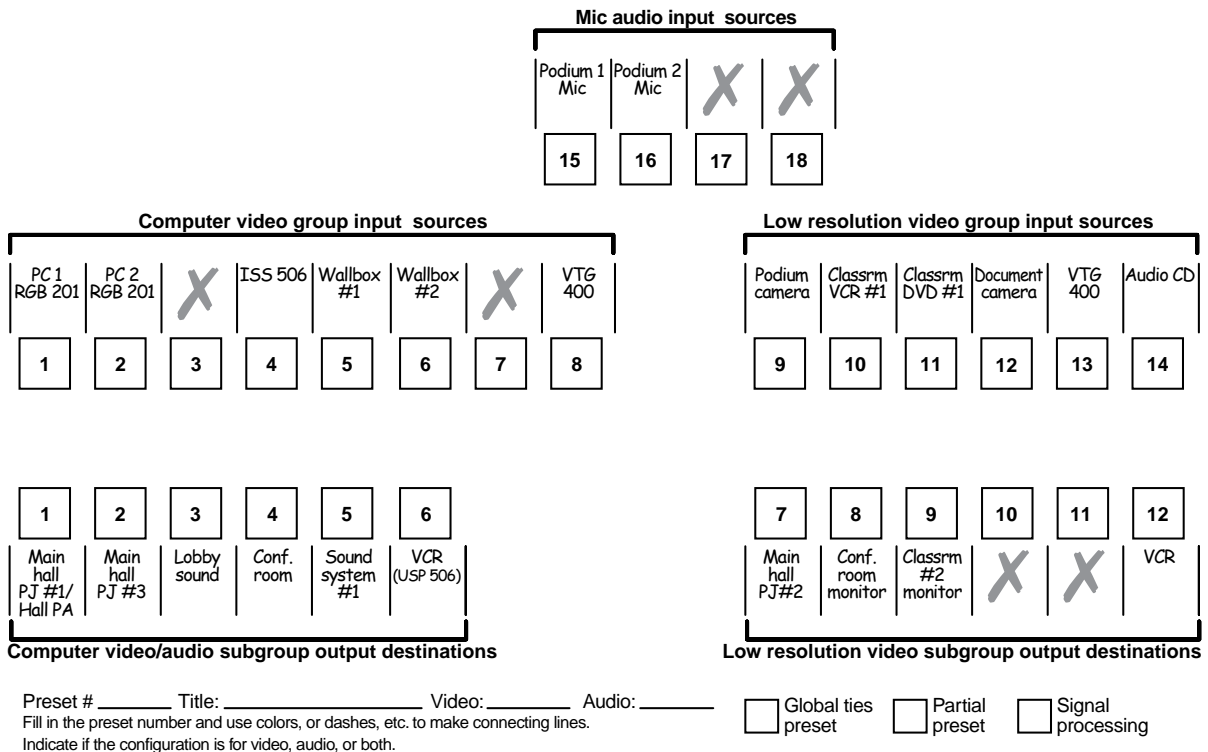 Mic audio input sources
Podium 1 Mic
Podium 2 Mic
X
X
15 16 17 18
Computer video group input sources
PC 1 RGB 201
PC 2 RGB 201
X
ISS 506
Wallbox #1
Wallbox #2
X
VTG 400
1 2 3 4 5 6 7 8
Low resolution video group input sources
Podium camera
Classrm VCR #1
Classrm DVD #1
Document camera
VTG 400
Audio CD
9 10 11 12 13 14
1 2 3 4 5 6
Main hall PJ #1/ Hall PA
Main hall PJ #3
Lobby sound
Conf. room
Sound system #1
VCR (USP 506)
Computer video/audio subgroup output destinations
7 8 9 10 11 12
Main hall PJ#2
Conf. room monitor
Classrm #2 monitor
X
X
VCR
Low resolution video subgroup output destinations
Preset # ________ Title: ______________________ Video: _________ Audio: ________
Fill in the preset number and use colors, or dashes, etc. to make connecting lines.
Indicate if the configuration is for video, audio, or both.
Global ties preset
Partial preset
Signal processing